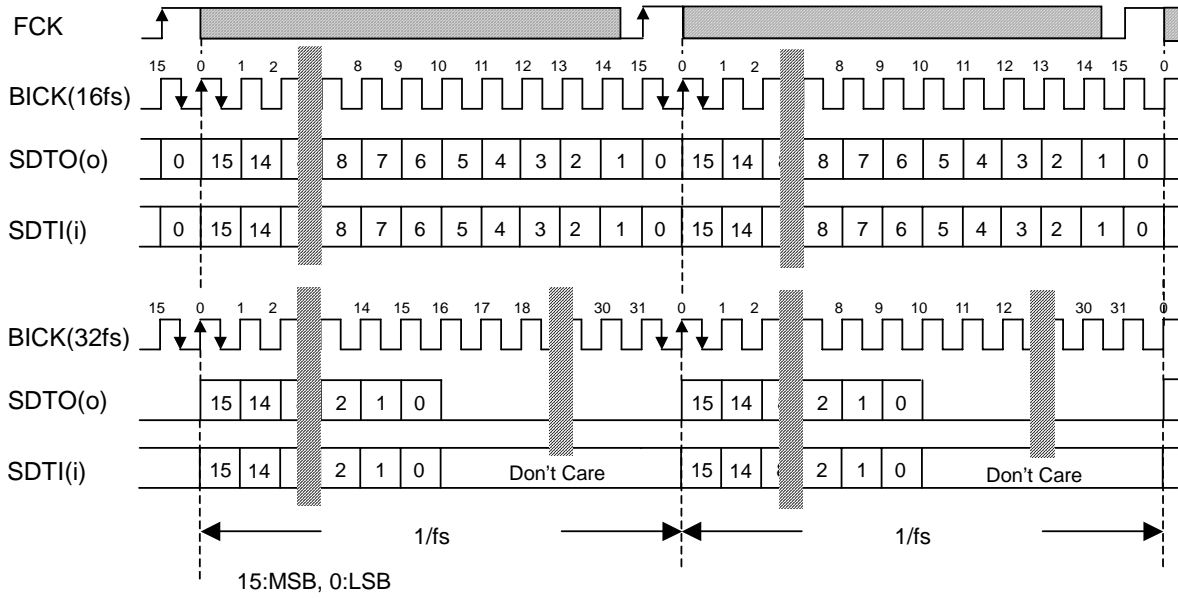 FCK
15 0 1 2 8 9 10 11 12 13 14 15 0 1 2 8 9 10 11 12 13 14 15 0
BICK(16fs)
SDTO(o) 0 15 14 8 7 6 5 4 3 2 1 0 15 14 8 7 6 5 4 3 2 1 0
SDTI(i) 0 15 14 8 7 6 5 4 3 2 1 0 15 14 8 7 6 5 4 3 2 1 0
15 0 1 2 14 15 16 17 18 30 31 0 1 2 8 9 10 11 12 30 31 0
BICK(32fs)
SDTO(o) 15 14 2 1 0 15 14 2 1 0
SDTI(i) 15 14 2 1 0 Don't Care 15 14 2 1 0 Don't Care
1/fs 1/fs
15:MSB, 0:LSB